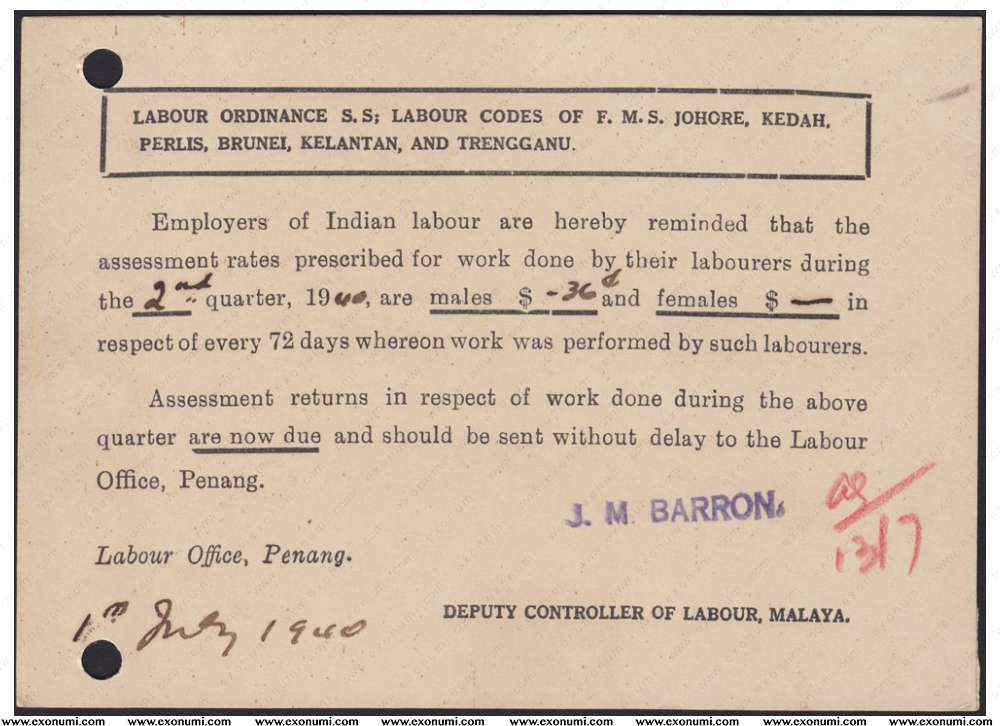 LABOUR ORDINANCE S.S; LABOUR CODES OF F. M. S. JOHORE, KEDAH,
PERLIS, BRUNEI, KELANTAN, AND TRENGGANU.
Employers of Indian labour are hereby reminded that the
assessment rates prescribed for work done by their labourers during
the 2nd quarter, 1940, are males $ -36¢ and females $ — in
respect of every 72 days whereon work was performed by such labourers.
Assessment returns in respect of work done during the above
quarter are now due and should be sent without delay to the Labour
Office, Penang.
J. M. BARRON.
13/7
Labour Office, Penang.
DEPUTY CONTROLLER OF LABOUR, MALAYA.
1st July 1940
www.exonumi.com www.exonumi.com www.exonumi.com www.exonumi.com www.exonumi.com www.exonumi.com www.exonumi.com www.exonumi.com